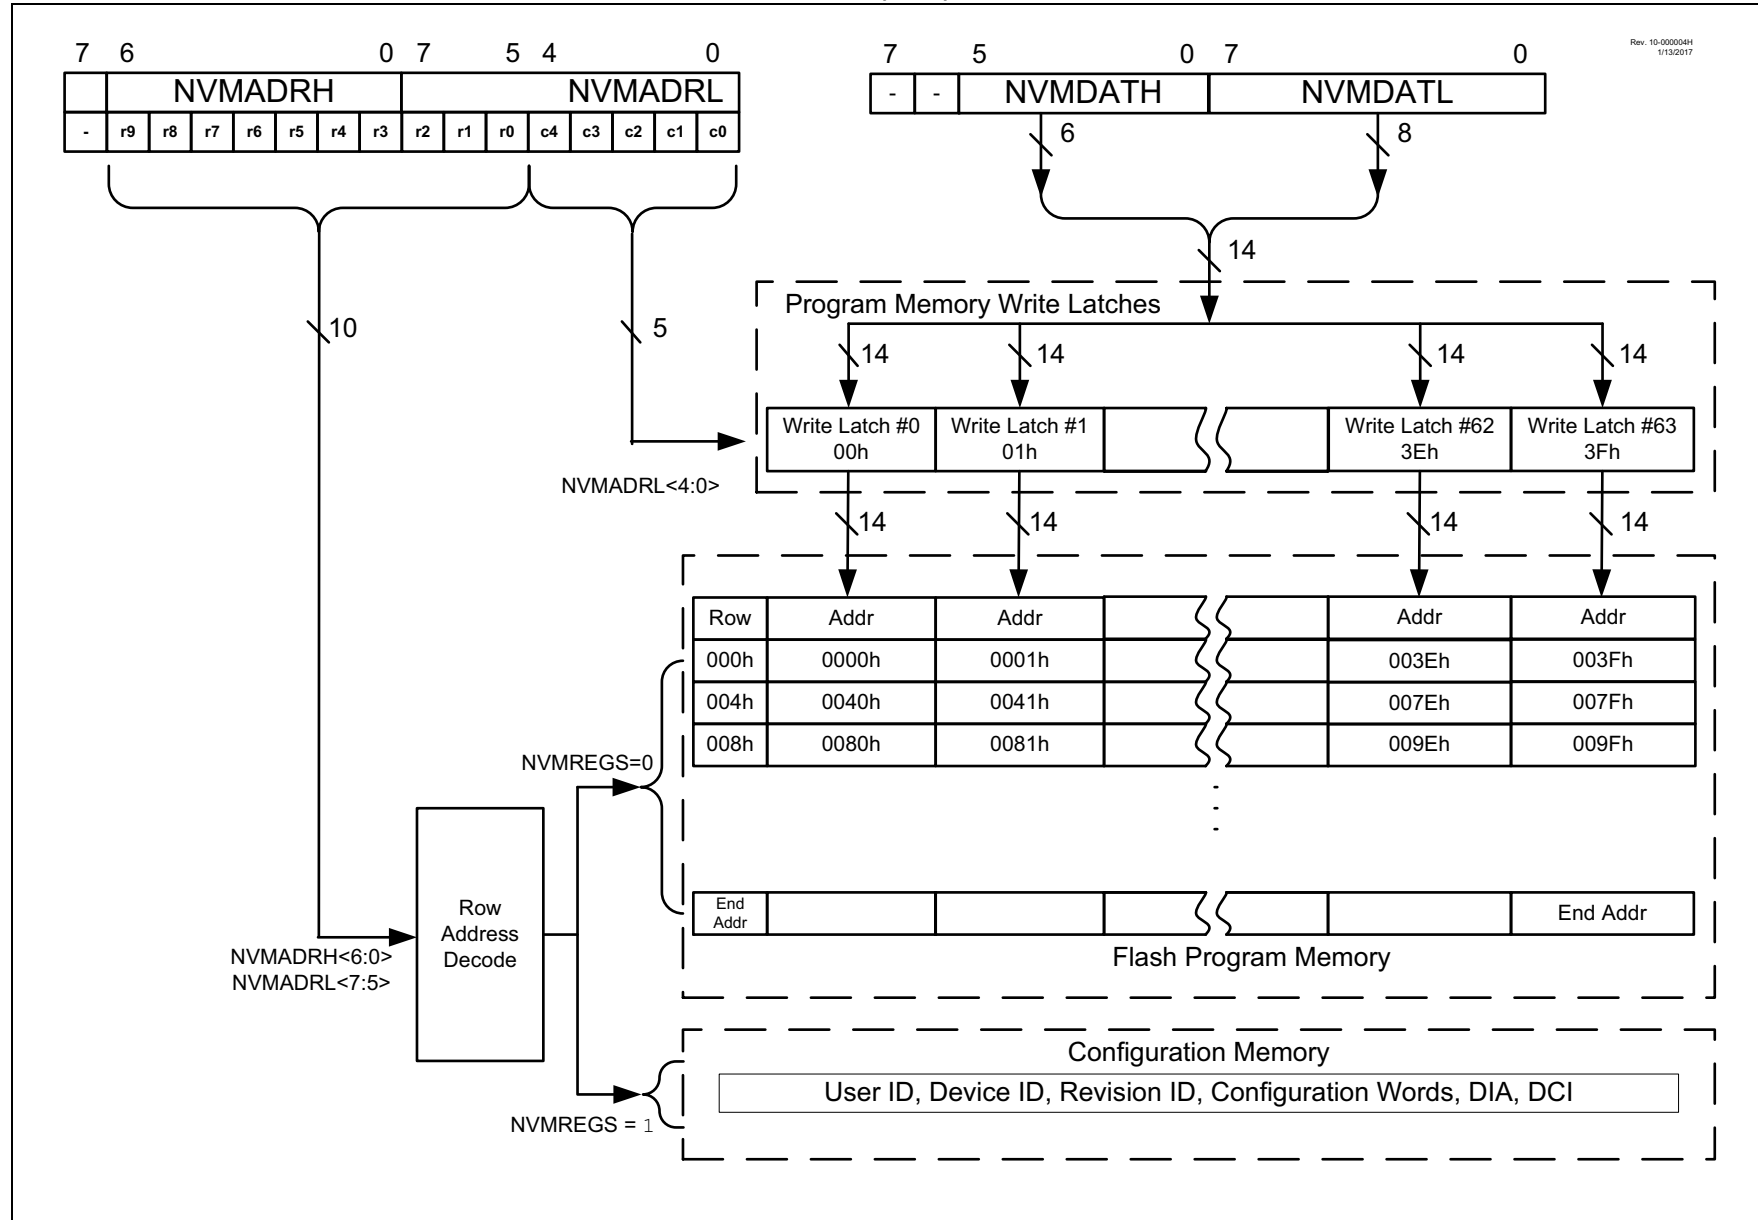 Rev. 10-000004H
1/13/2017
7 6 0 7 5 4 0
NVMADRH NVMADRL
- r9 r8 r7 r6 r5 r4 r3 r2 r1 r0 c4 c3 c2 c1 c0
7 5 0 7 0
- - NVMDATH NVMDATL
6 8
14
10 5
Program Memory Write Latches
14 14 14 14
Write Latch #0 Write Latch #1 Write Latch #62 Write Latch #63
00h 01h 3Eh 3Fh
NVMADRL<4:0>
14 14 14 14
Row Addr Addr Addr Addr
000h 0000h 0001h 003Eh 003Fh
004h 0040h 0041h 007Eh 007Fh
008h 0080h 0081h 009Eh 009Fh
NVMREGS=0
End
Addr
End Addr
Flash Program Memory
Row
Address
Decode
NVMADRH<6:0>
NVMADRL<7:5>
Configuration Memory
User ID, Device ID, Revision ID, Configuration Words, DIA, DCI
NVMREGS = 1